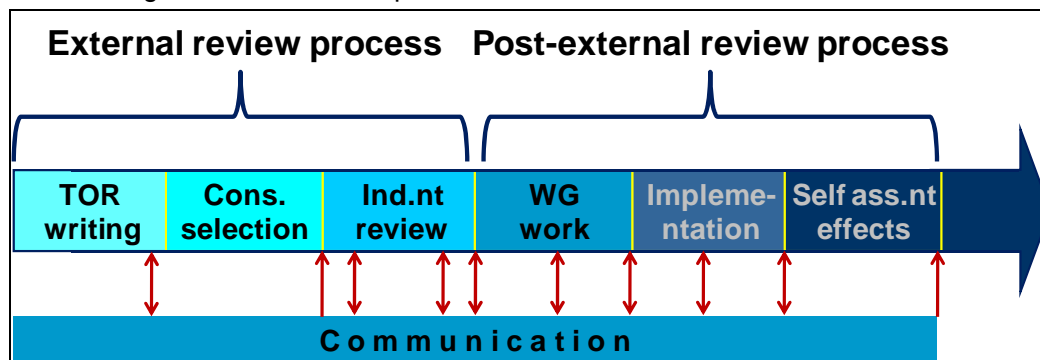 External review process
Post-external review process
TOR
writing
Cons.
selection
Ind.nt
review
WG
work
Impleme-
ntation
Self ass.nt
effects
Communication